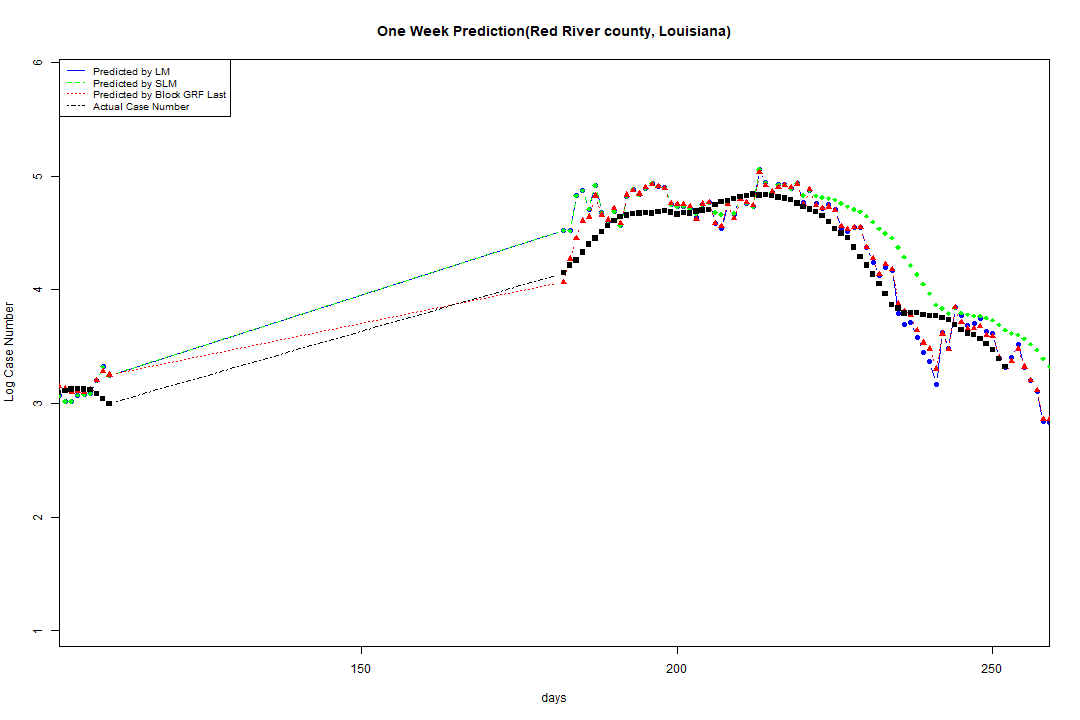 One Week Prediction(Red River county, Louisiana)
Predicted by LM
Predicted by SLM
Predicted by Block GRF Last
Actual Case Number
6
5
4
3
2
1
Log Case Number
150
200
250
days